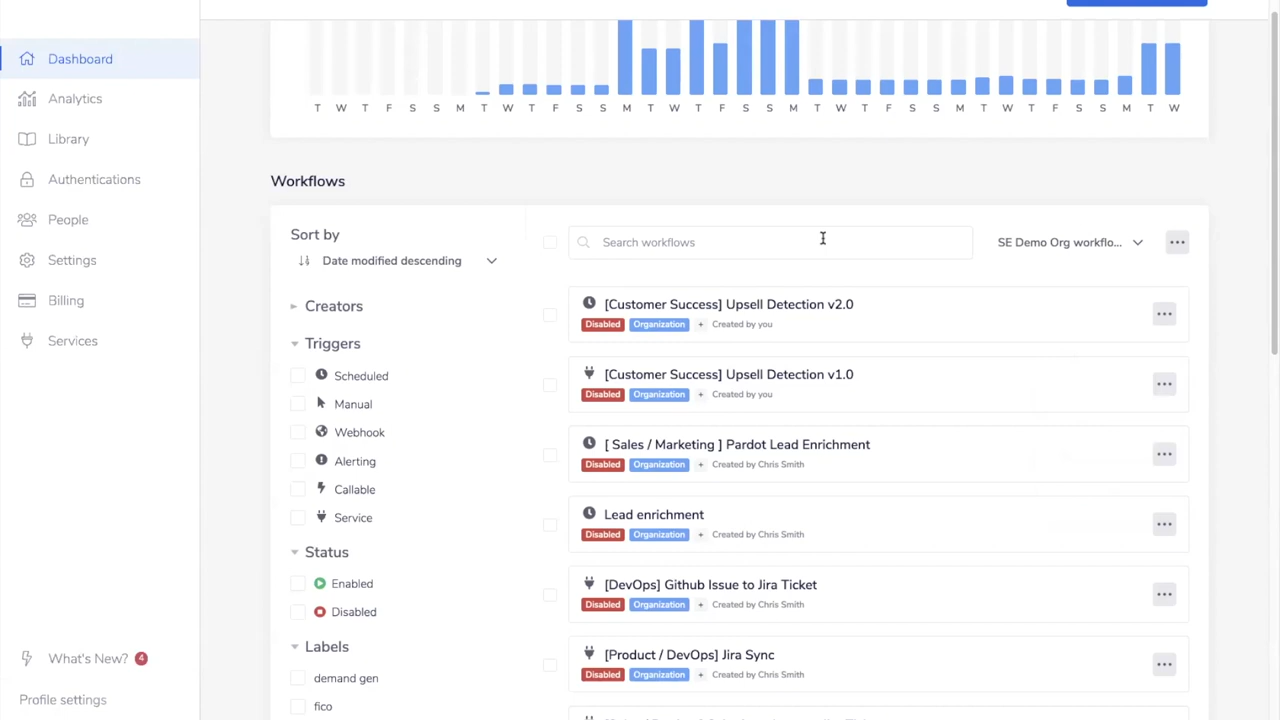 Dashboard
Analytics
Library
Authentications
People
Settings
Billing
Services
What's New? 4
Profile settings
T W T F S S M T W T F S S M T W T F S S M T W T F S S M T W T F S S M T W
Workflows
Sort by
Date modified descending
Creators
Triggers
Scheduled
Manual
Webhook
Alerting
Callable
Service
Status
Enabled
Disabled
Labels
demand gen
fico
Search workflows
SE Demo Org workflo...
[Customer Success] Upsell Detection v2.0
Disabled Organization + Created by you
[Customer Success] Upsell Detection v1.0
Disabled Organization + Created by you
[ Sales / Marketing ] Pardot Lead Enrichment
Disabled Organization + Created by Chris Smith
Lead enrichment
Disabled Organization + Created by Chris Smith
[DevOps] Github Issue to Jira Ticket
Disabled Organization + Created by Chris Smith
[Product / DevOps] Jira Sync
Disabled Organization + Created by Chris Smith